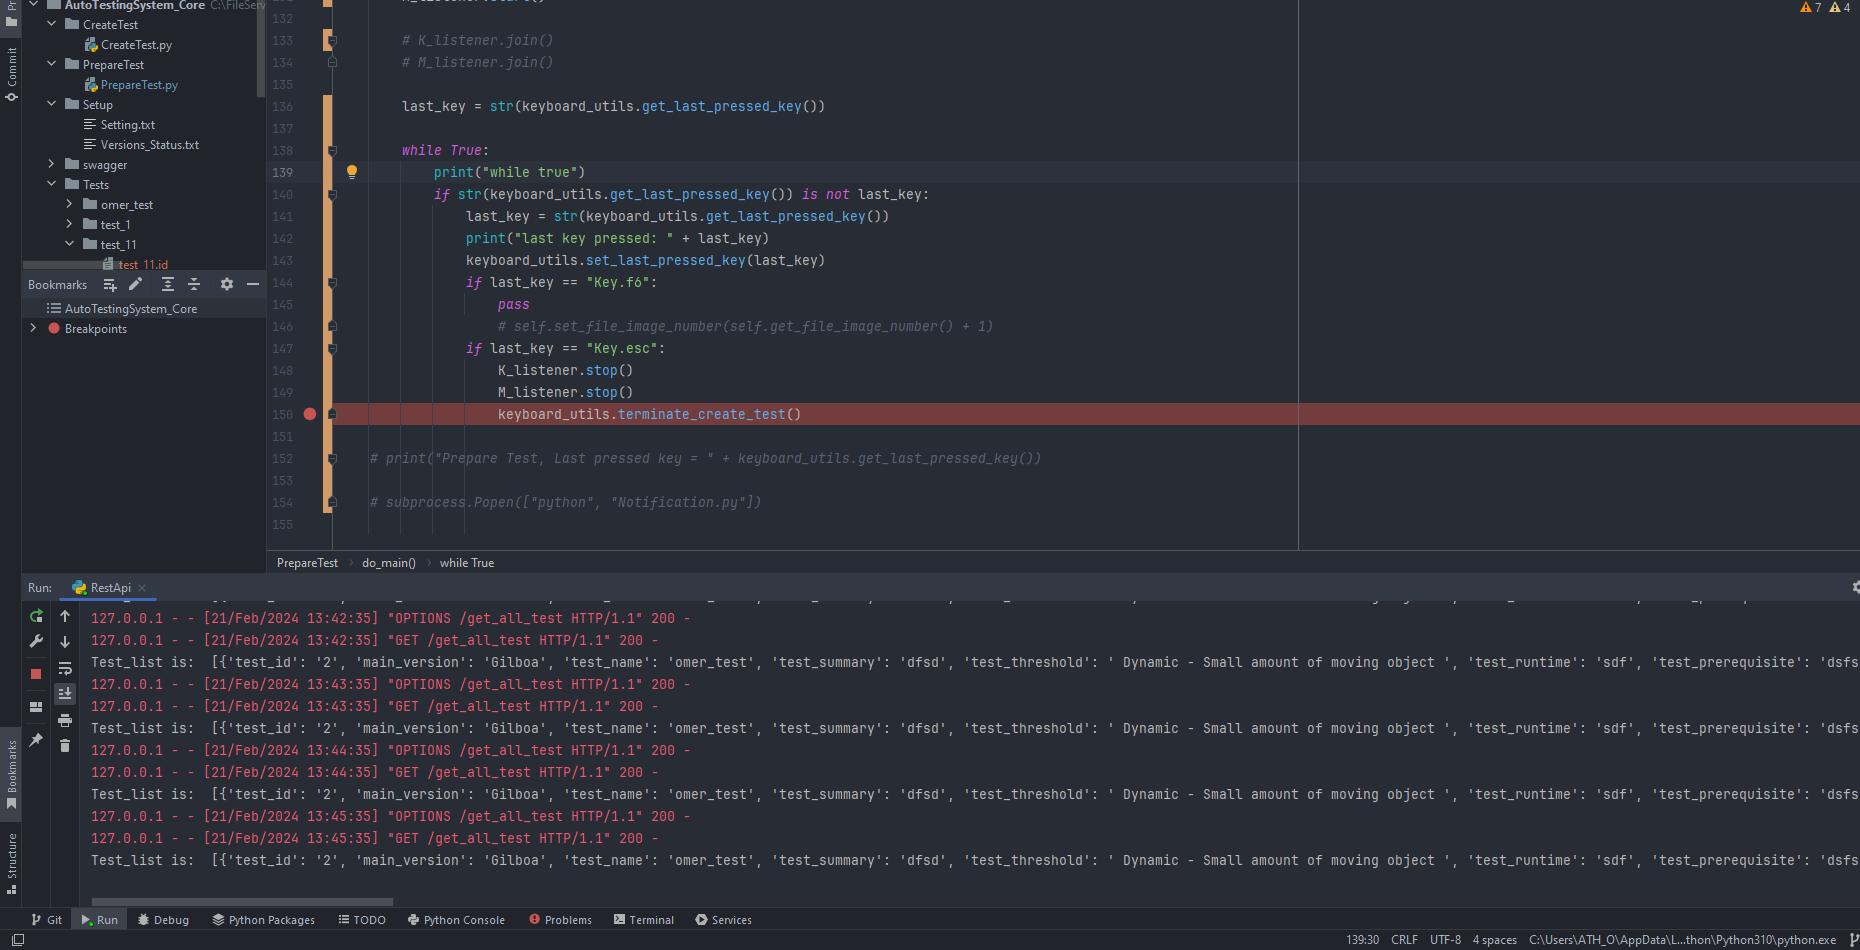 AutoTestingSystem_Core C:\FileServ
CreateTest
CreateTest.py
PrepareTest
PrepareTest.py
Setup
Setting.txt
Versions_Status.txt
swagger
Tests
omer_test
test_1
test_11
test_11.id
Commit
Bookmarks
AutoTestingSystem_Core
Breakpoints
7 4
132
133 # K_listener.join()
134 # M_listener.join()
135
136 last_key = str(keyboard_utils.get_last_pressed_key())
137
138 while True:
139 print("while true")
140 if str(keyboard_utils.get_last_pressed_key()) is not last_key:
141 last_key = str(keyboard_utils.get_last_pressed_key())
142 print("last key pressed: " + last_key)
143 keyboard_utils.set_last_pressed_key(last_key)
144 if last_key == "Key.f6":
145 pass
146 # self.set_file_image_number(self.get_file_image_number() + 1)
147 if last_key == "Key.esc":
148 K_listener.stop()
149 M_listener.stop()
150 keyboard_utils.terminate_create_test()
151
152 # print("Prepare Test, Last pressed key = " + keyboard_utils.get_last_pressed_key())
153
154 # subprocess.Popen(["python", "Notification.py"])
155
PrepareTest > do_main() > while True
Run: RestApi
127.0.0.1 - - [21/Feb/2024 13:42:35] "OPTIONS /get_all_test HTTP/1.1" 200 -
127.0.0.1 - - [21/Feb/2024 13:42:35] "GET /get_all_test HTTP/1.1" 200 -
Test_list is:  [{'test_id': '2', 'main_version': 'Gilboa', 'test_name': 'omer_test', 'test_summary': 'dfsd', 'test_threshold': ' Dynamic - Small amount of moving object ', 'test_runtime': 'sdf', 'test_prerequisite': 'dsfs
127.0.0.1 - - [21/Feb/2024 13:43:35] "OPTIONS /get_all_test HTTP/1.1" 200 -
127.0.0.1 - - [21/Feb/2024 13:43:35] "GET /get_all_test HTTP/1.1" 200 -
Test_list is:  [{'test_id': '2', 'main_version': 'Gilboa', 'test_name': 'omer_test', 'test_summary': 'dfsd', 'test_threshold': ' Dynamic - Small amount of moving object ', 'test_runtime': 'sdf', 'test_prerequisite': 'dsfs
127.0.0.1 - - [21/Feb/2024 13:44:35] "OPTIONS /get_all_test HTTP/1.1" 200 -
127.0.0.1 - - [21/Feb/2024 13:44:35] "GET /get_all_test HTTP/1.1" 200 -
Test_list is:  [{'test_id': '2', 'main_version': 'Gilboa', 'test_name': 'omer_test', 'test_summary': 'dfsd', 'test_threshold': ' Dynamic - Small amount of moving object ', 'test_runtime': 'sdf', 'test_prerequisite': 'dsfs
127.0.0.1 - - [21/Feb/2024 13:45:35] "OPTIONS /get_all_test HTTP/1.1" 200 -
127.0.0.1 - - [21/Feb/2024 13:45:35] "GET /get_all_test HTTP/1.1" 200 -
Test_list is:  [{'test_id': '2', 'main_version': 'Gilboa', 'test_name': 'omer_test', 'test_summary': 'dfsd', 'test_threshold': ' Dynamic - Small amount of moving object ', 'test_runtime': 'sdf', 'test_prerequisite': 'dsfs
Bookmarks
Structure
Git Run Debug Python Packages TODO Python Console Problems Terminal Services
139:30 CRLF UTF-8 4 spaces C:\Users\ATH_O\AppData\L...thon\Python310\python.exe